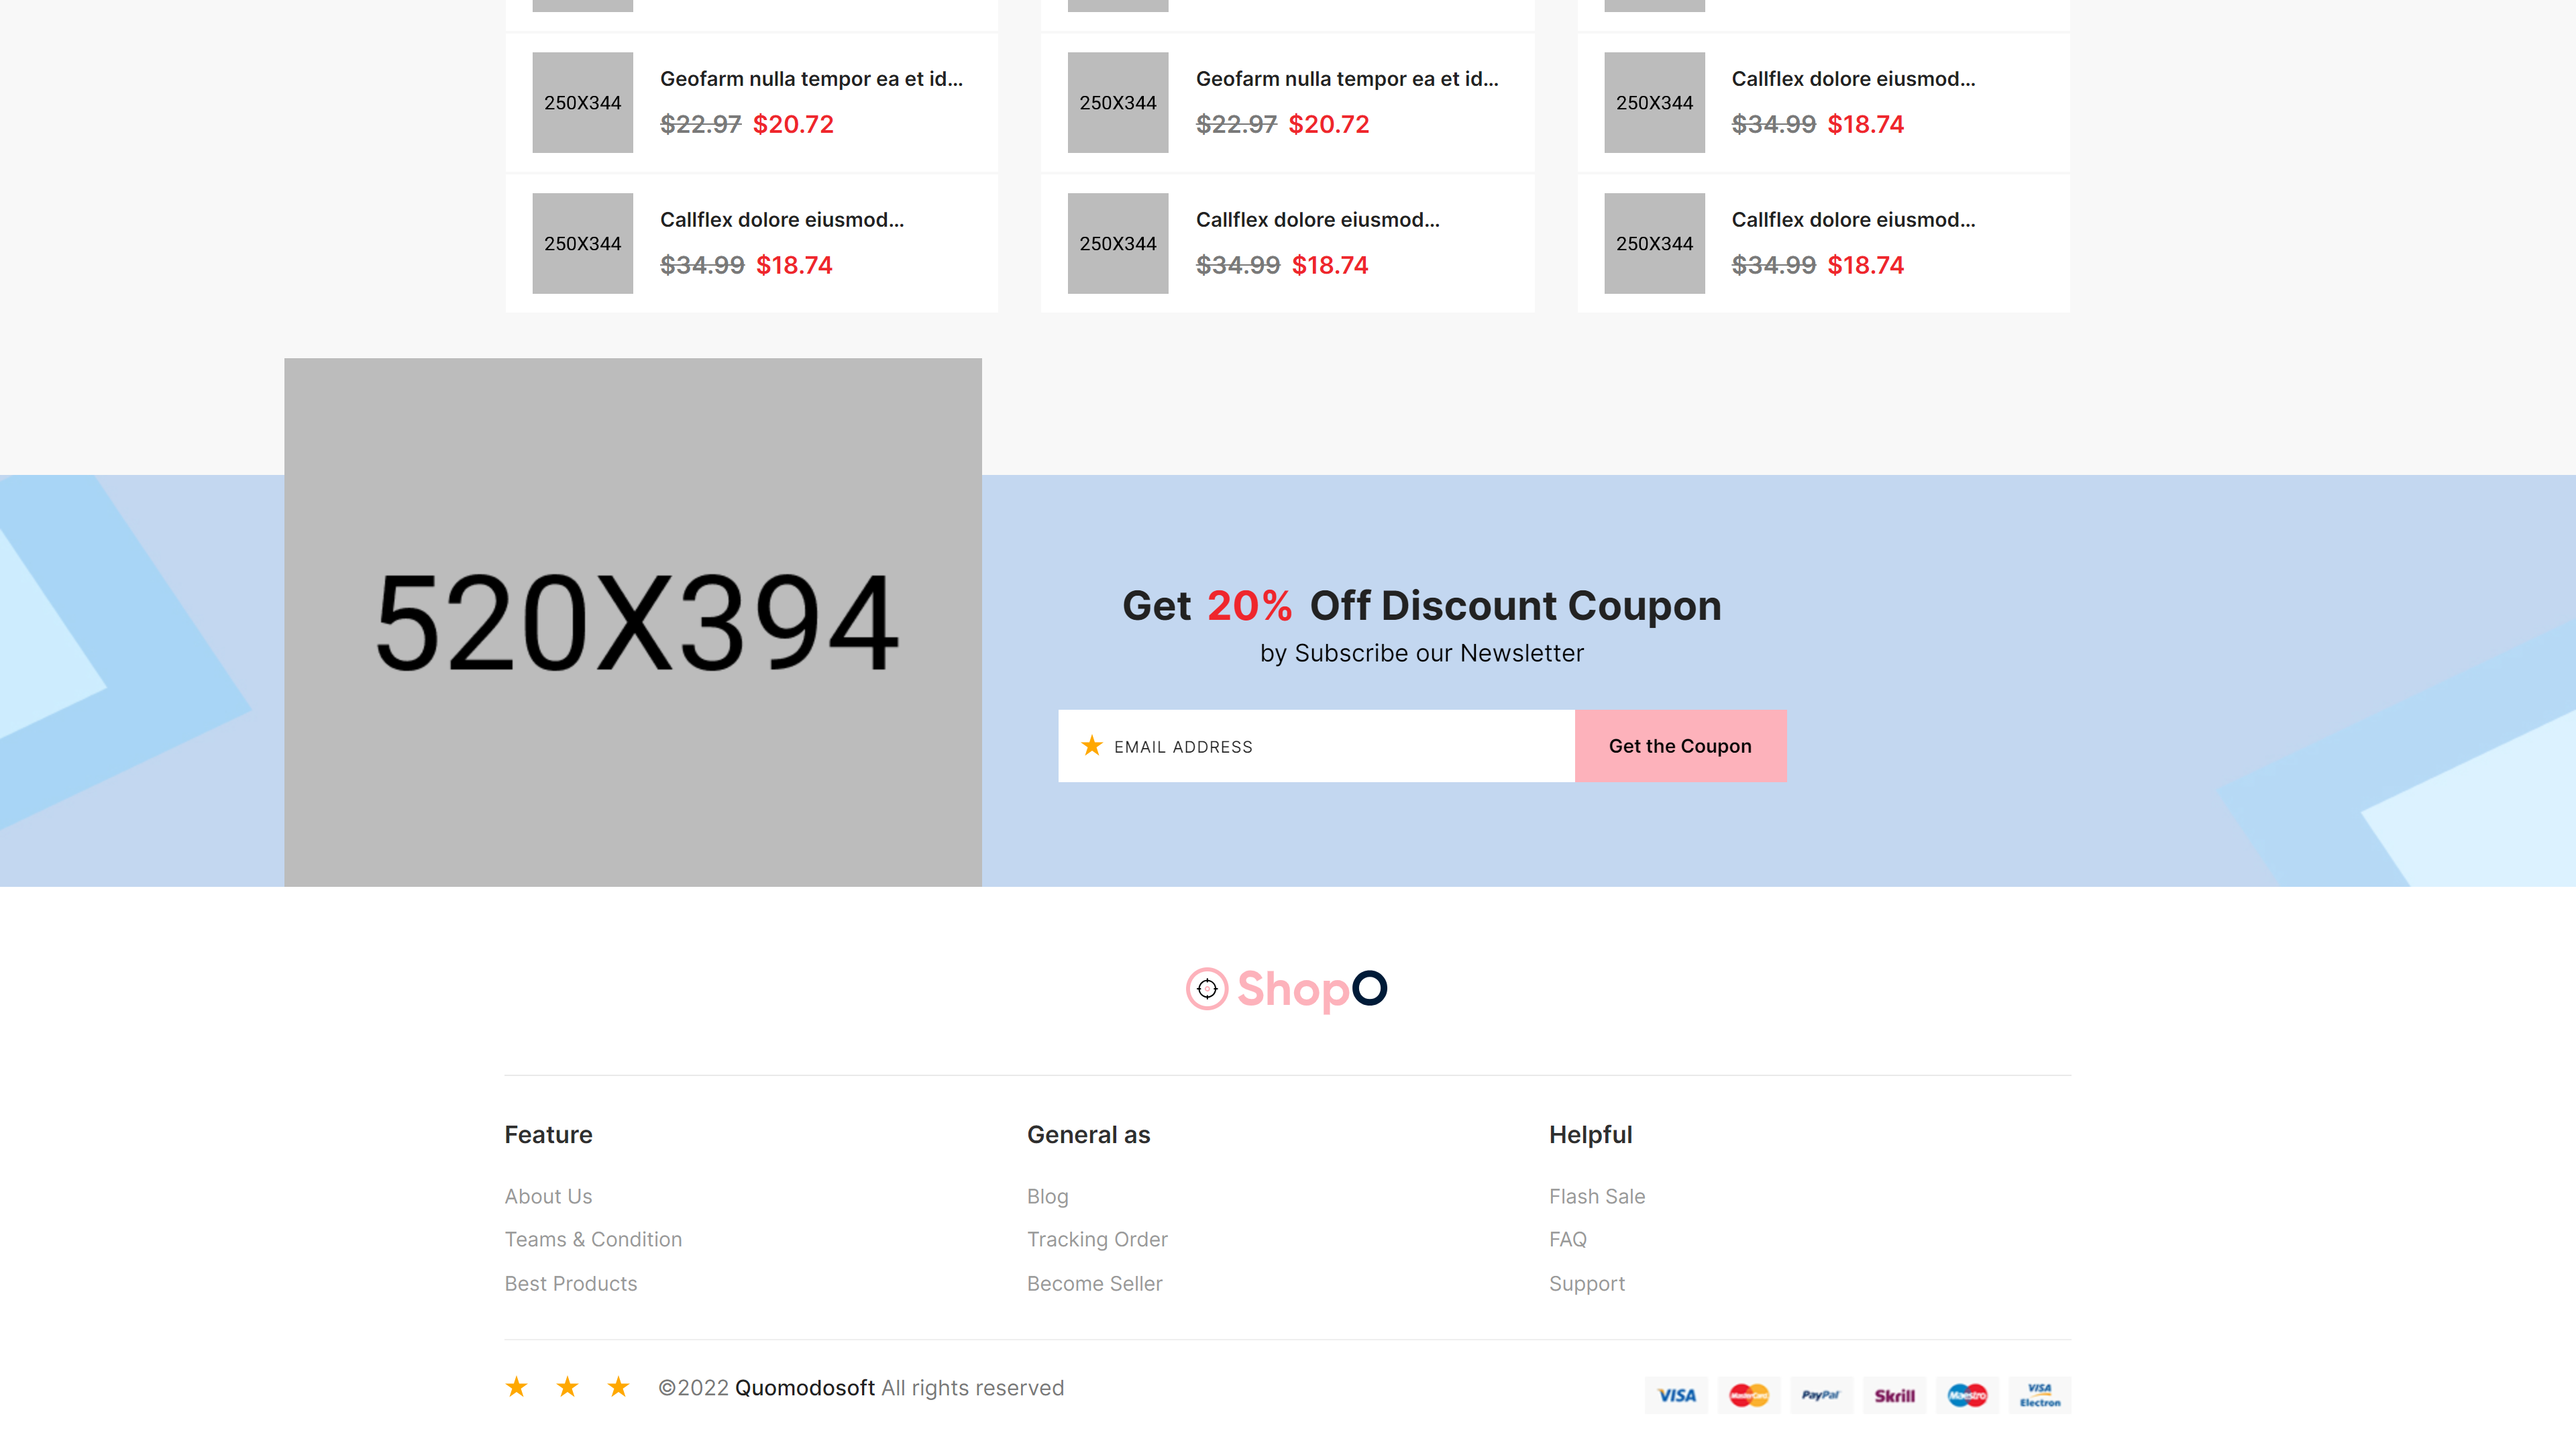 250X344
Geofarm nulla tempor ea et id...
$22.97 $20.72
250X344
Geofarm nulla tempor ea et id...
$22.97 $20.72
250X344
Callflex dolore eiusmod...
$34.99 $18.74
250X344
Callflex dolore eiusmod...
$34.99 $18.74
250X344
Callflex dolore eiusmod...
$34.99 $18.74
250X344
Callflex dolore eiusmod...
$34.99 $18.74
520X394
Get 20% Off Discount Coupon
by Subscribe our Newsletter
EMAIL ADDRESS
Get the Coupon
ShopO
Feature
About Us
Teams & Condition
Best Products
General as
Blog
Tracking Order
Become Seller
Helpful
Flash Sale
FAQ
Support
©2022 Quomodosoft All rights reserved
VISA
MasterCard
PayPal
Skrill
Maestro
VISA
Electron